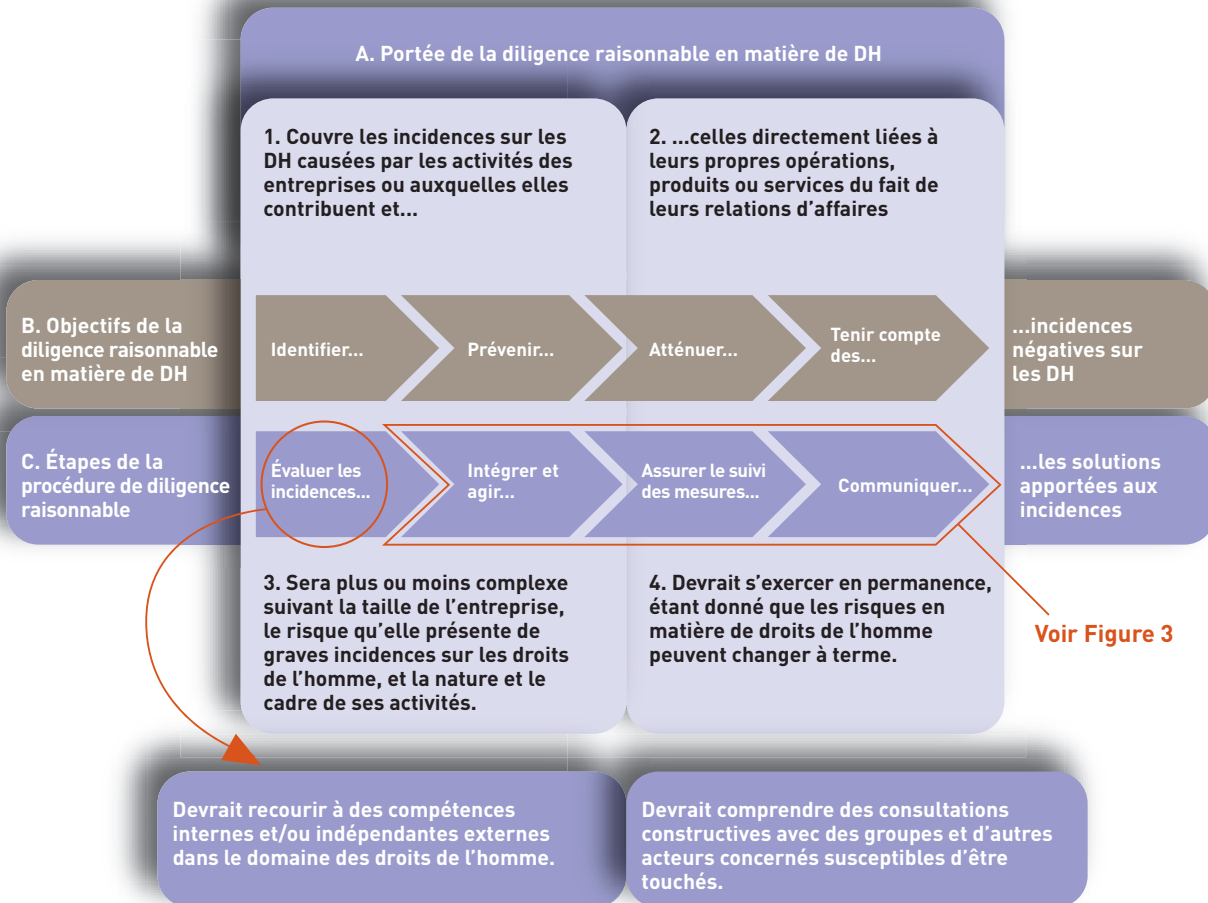 A. Portée de la diligence raisonnable en matière de DH
1. Couvre les incidences sur les
DH causées par les activités des
entreprises ou auxquelles elles
contribuent et...
2. ...celles directement liées à
leurs propres opérations,
produits ou services du fait de
leurs relations d’affaires
B. Objectifs de la
diligence raisonnable
en matière de DH
Identifier...
Prévenir...
Atténuer...
Tenir compte
des...
...incidences
négatives sur
les DH
C. Étapes de la
procédure de diligence
raisonnable
Évaluer les
incidences...
Intégrer et
agir...
Assurer le suivi
des mesures...
Communiquer...
...les solutions
apportées aux
incidences
3. Sera plus ou moins complexe
suivant la taille de l’entreprise,
le risque qu’elle présente de
graves incidences sur les droits
de l’homme, et la nature et le
cadre de ses activités.
4. Devrait s’exercer en permanence,
étant donné que les risques en
matière de droits de l’homme
peuvent changer à terme.
Voir Figure 3
Devrait recourir à des compétences
internes et/ou indépendantes externes
dans le domaine des droits de l’homme.
Devrait comprendre des consultations
constructives avec des groupes et d’autres
acteurs concernés susceptibles d’être
touchés.